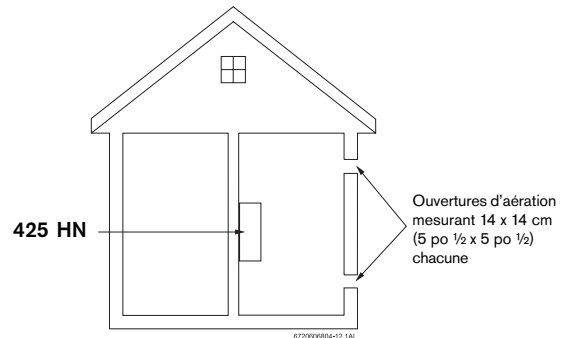 425 HN
Ouvertures d'aération
mesurant 14 x 14 cm
(5 po ½ x 5 po ½)
chacune
6720606804-12.1AL